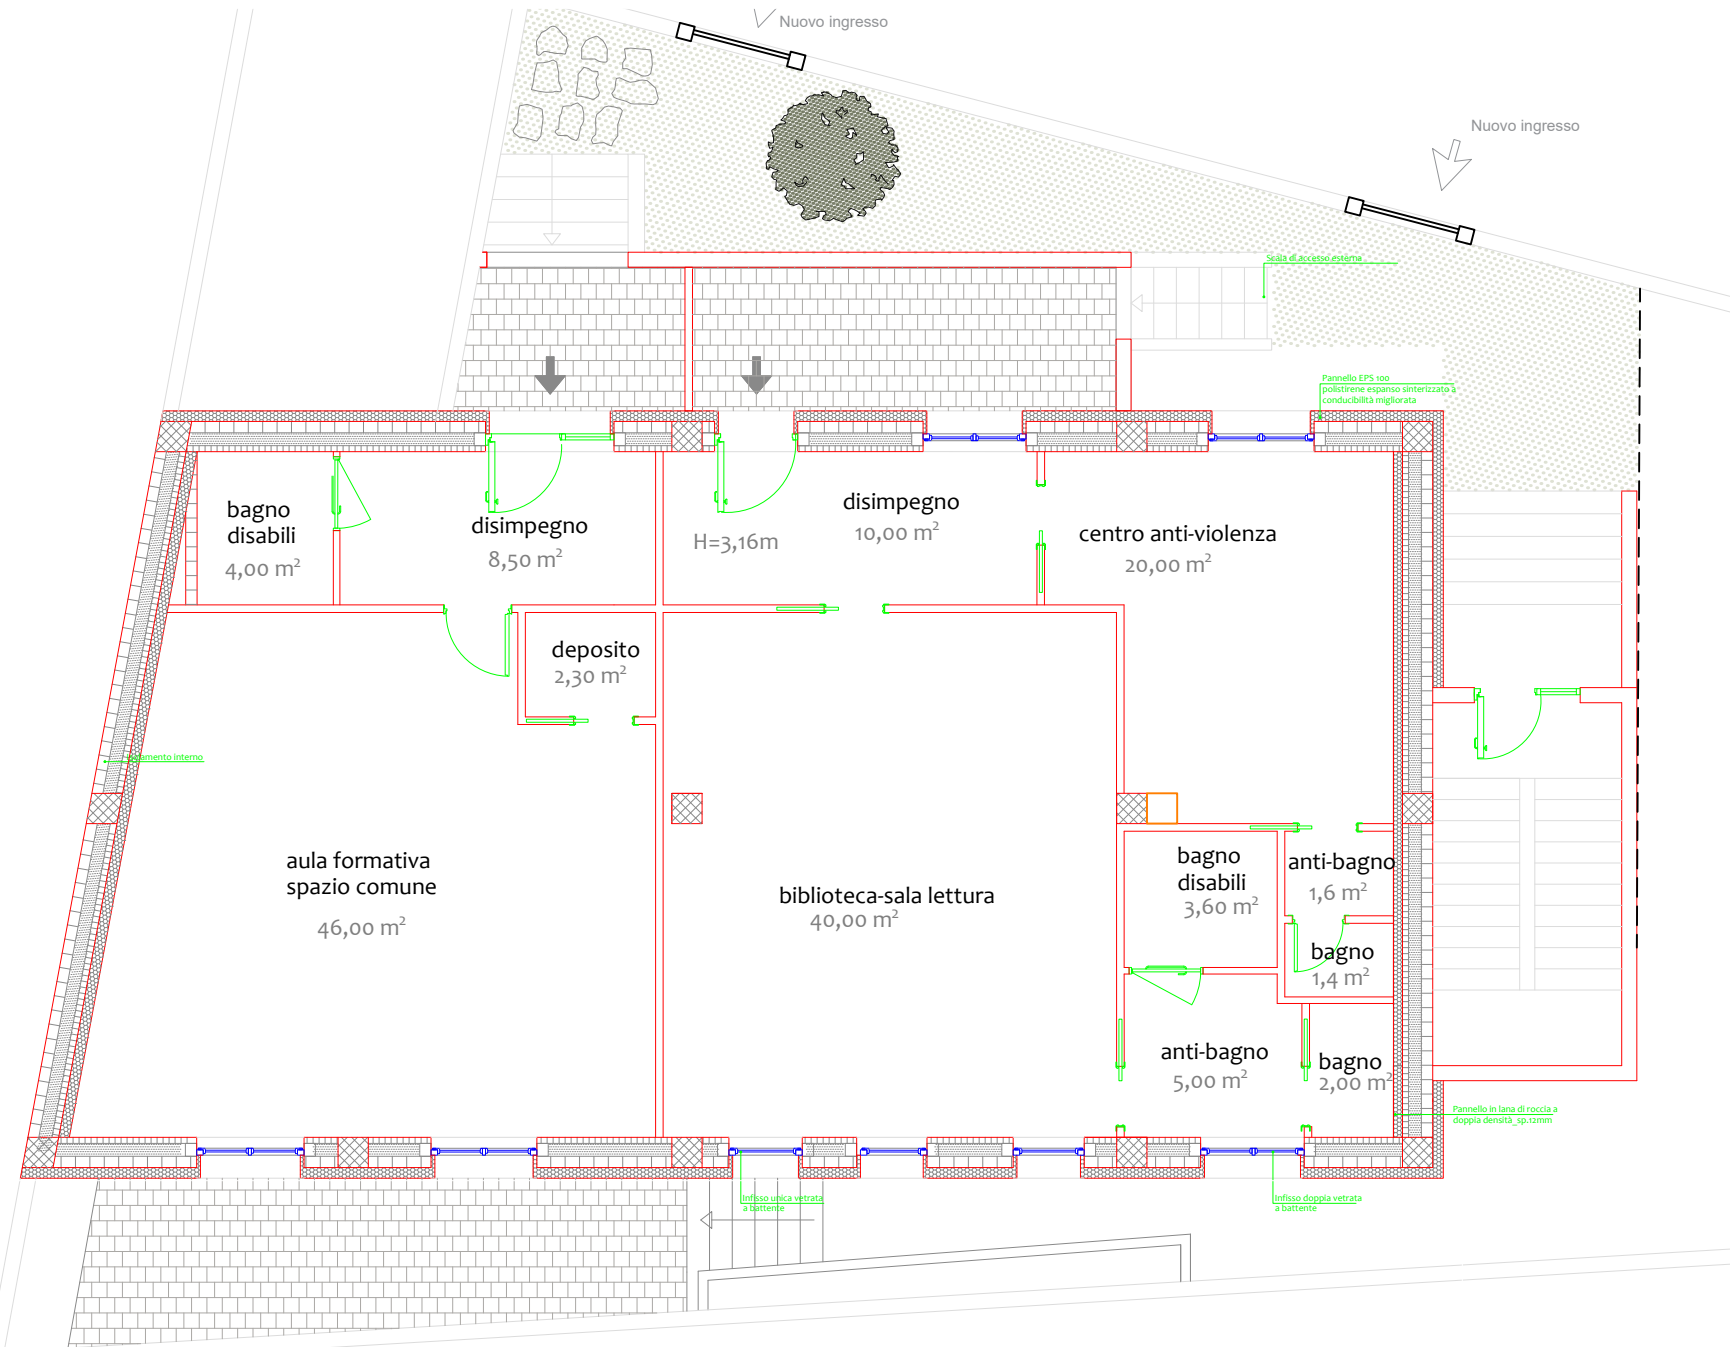 Nuovo ingresso
Nuovo ingresso
Scala di accesso esterna
Pannello EPS 100
polistirene espanso sinterizzato a
conducibilità migliorata
bagno
disabili
4,00 m²
disimpegno
8,50 m²
H=3,16m
disimpegno
10,00 m²
centro anti-violenza
20,00 m²
deposito
2,30 m²
interno
aula formativa
spazio comune
46,00 m²
biblioteca-sala lettura
40,00 m²
bagno
disabili
3,60 m²
anti-bagno
1,6 m²
bagno
1,4 m²
anti-bagno
5,00 m²
bagno
2,00 m²
Pannello in lana di roccia a
doppia densità_sp.12mm
Infisso unica vetrata
a battente
Infisso doppia vetrata
a battente